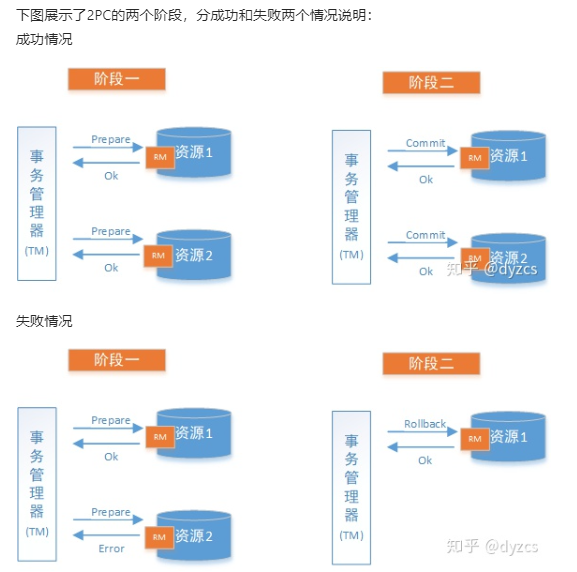 下图展示了2PC的两个阶段，分成功和失败两个情况说明：
成功情况
阶段一
事务管理器
(TM)
Prepare
Ok
RM
资源1
Prepare
Ok
RM
资源2
阶段二
事务管理器
(TM)
Commit
Ok
RM
资源1
Commit
Ok
RM
资源2
知乎 @dyzcs
失败情况
阶段一
事务管理器
(TM)
Prepare
Ok
RM
资源1
Prepare
Error
RM
资源2
阶段二
事务管理器
(TM)
Rollback
Ok
RM
资源1
知乎 @dyzcs